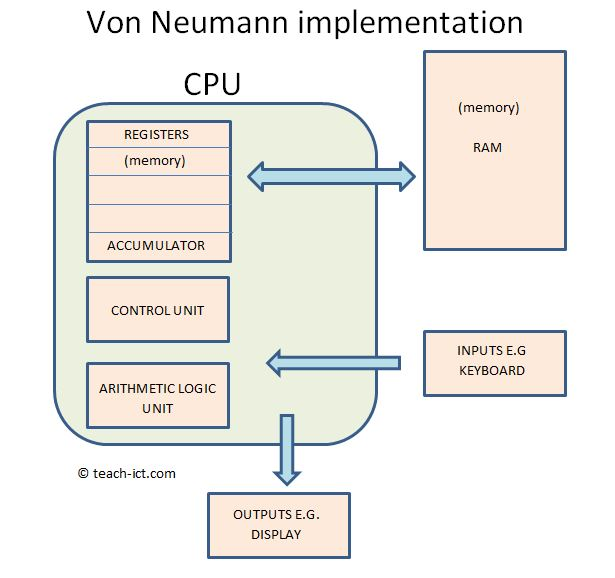 Von Neumann implementation
CPU
REGISTERS
(memory)
ACCUMULATOR
CONTROL UNIT
ARITHMETIC LOGIC
UNIT
(memory)
RAM
INPUTS E.G
KEYBOARD
© teach-ict.com
OUTPUTS E.G.
DISPLAY